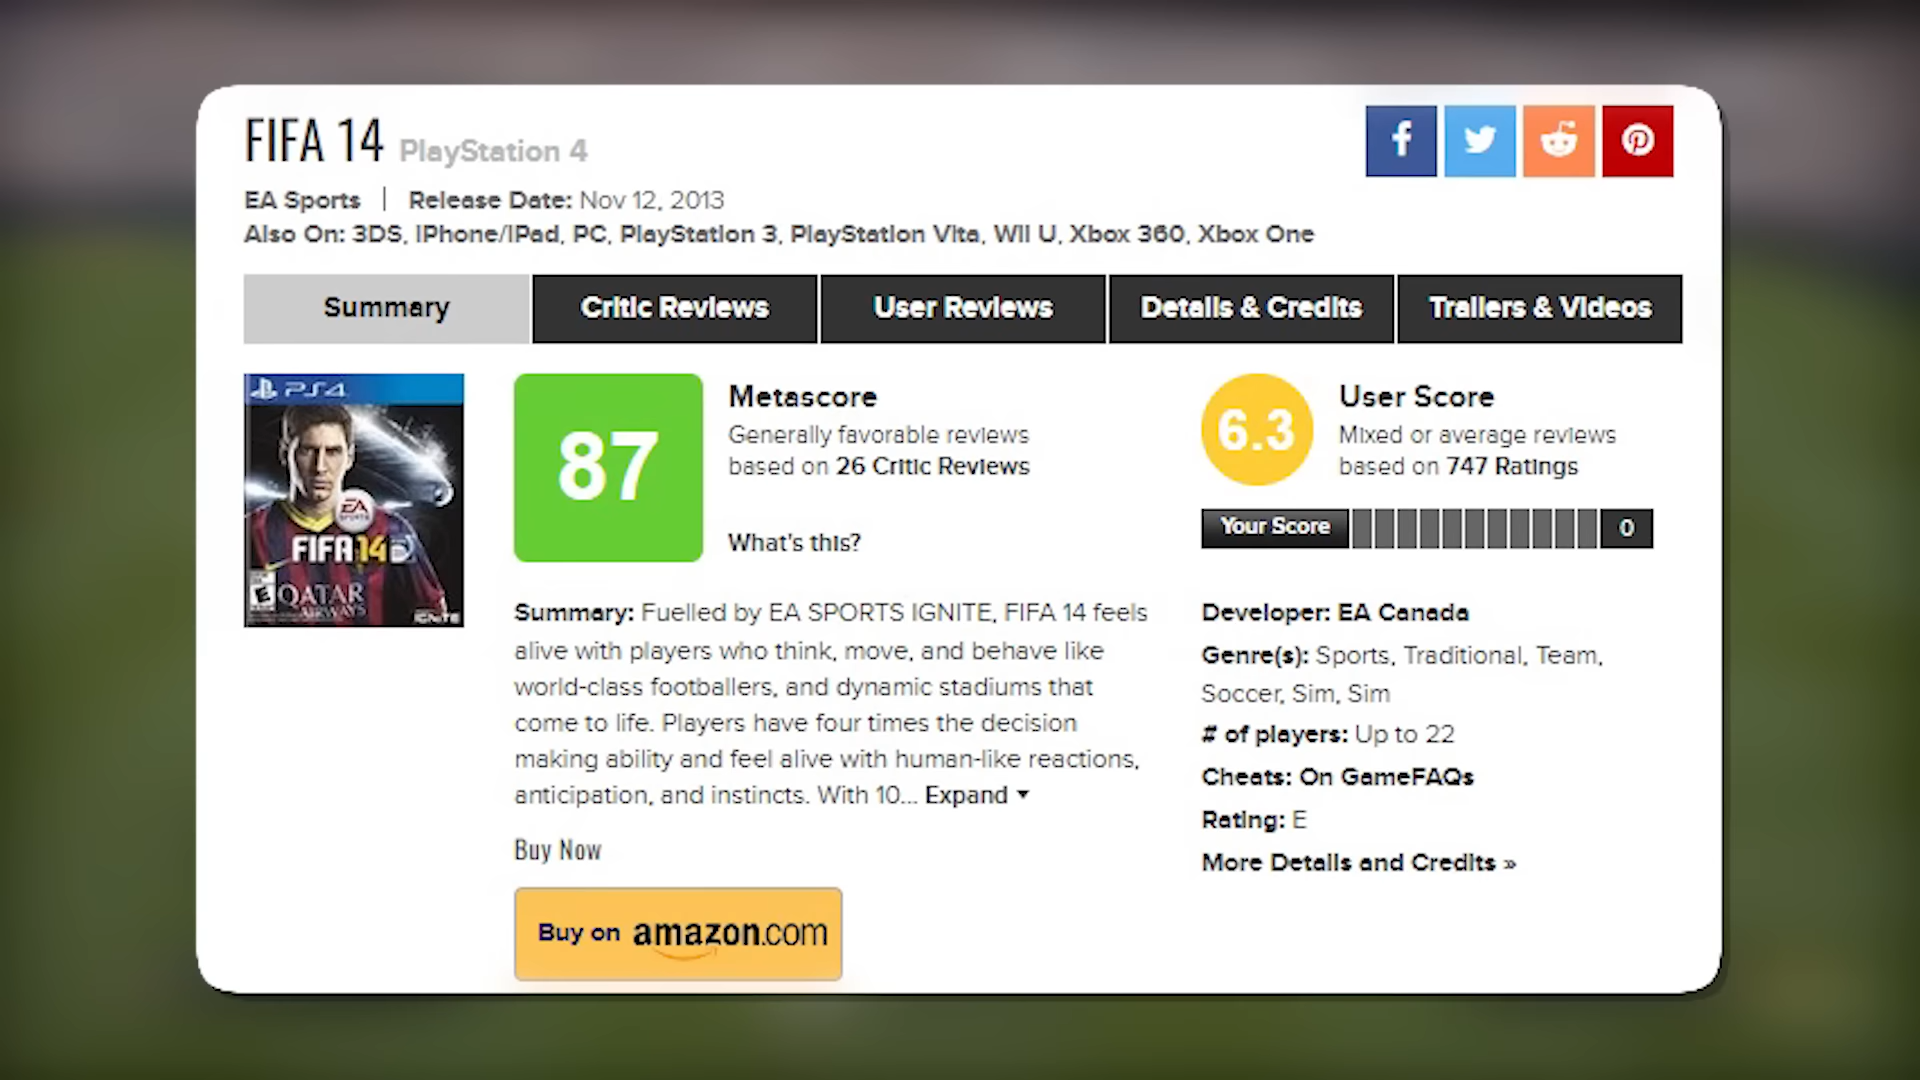 FIFA 14 PlayStation 4
EA Sports | Release Date: Nov 12, 2013
Also On: 3DS, iPhone/iPad, PC, PlayStation 3, PlayStation Vita, Wii U, Xbox 360, Xbox One
Summary
Critic Reviews
User Reviews
Details & Credits
Trailers & Videos
PS4
EA
SPORTS
FIFA 14
E
QATAR
AIRWAYS
IGNITE
87
Metascore
Generally favorable reviews
based on 26 Critic Reviews
What's this?
6.3
User Score
Mixed or average reviews
based on 747 Ratings
Your Score 0
Summary: Fuelled by EA SPORTS IGNITE, FIFA 14 feels
alive with players who think, move, and behave like
world-class footballers, and dynamic stadiums that
come to life. Players have four times the decision
making ability and feel alive with human-like reactions,
anticipation, and instincts. With 10... Expand
Buy Now
Buy on amazon.com
Developer: EA Canada
Genre(s): Sports, Traditional, Team,
Soccer, Sim, Sim
# of players: Up to 22
Cheats: On GameFAQs
Rating: E
More Details and Credits »